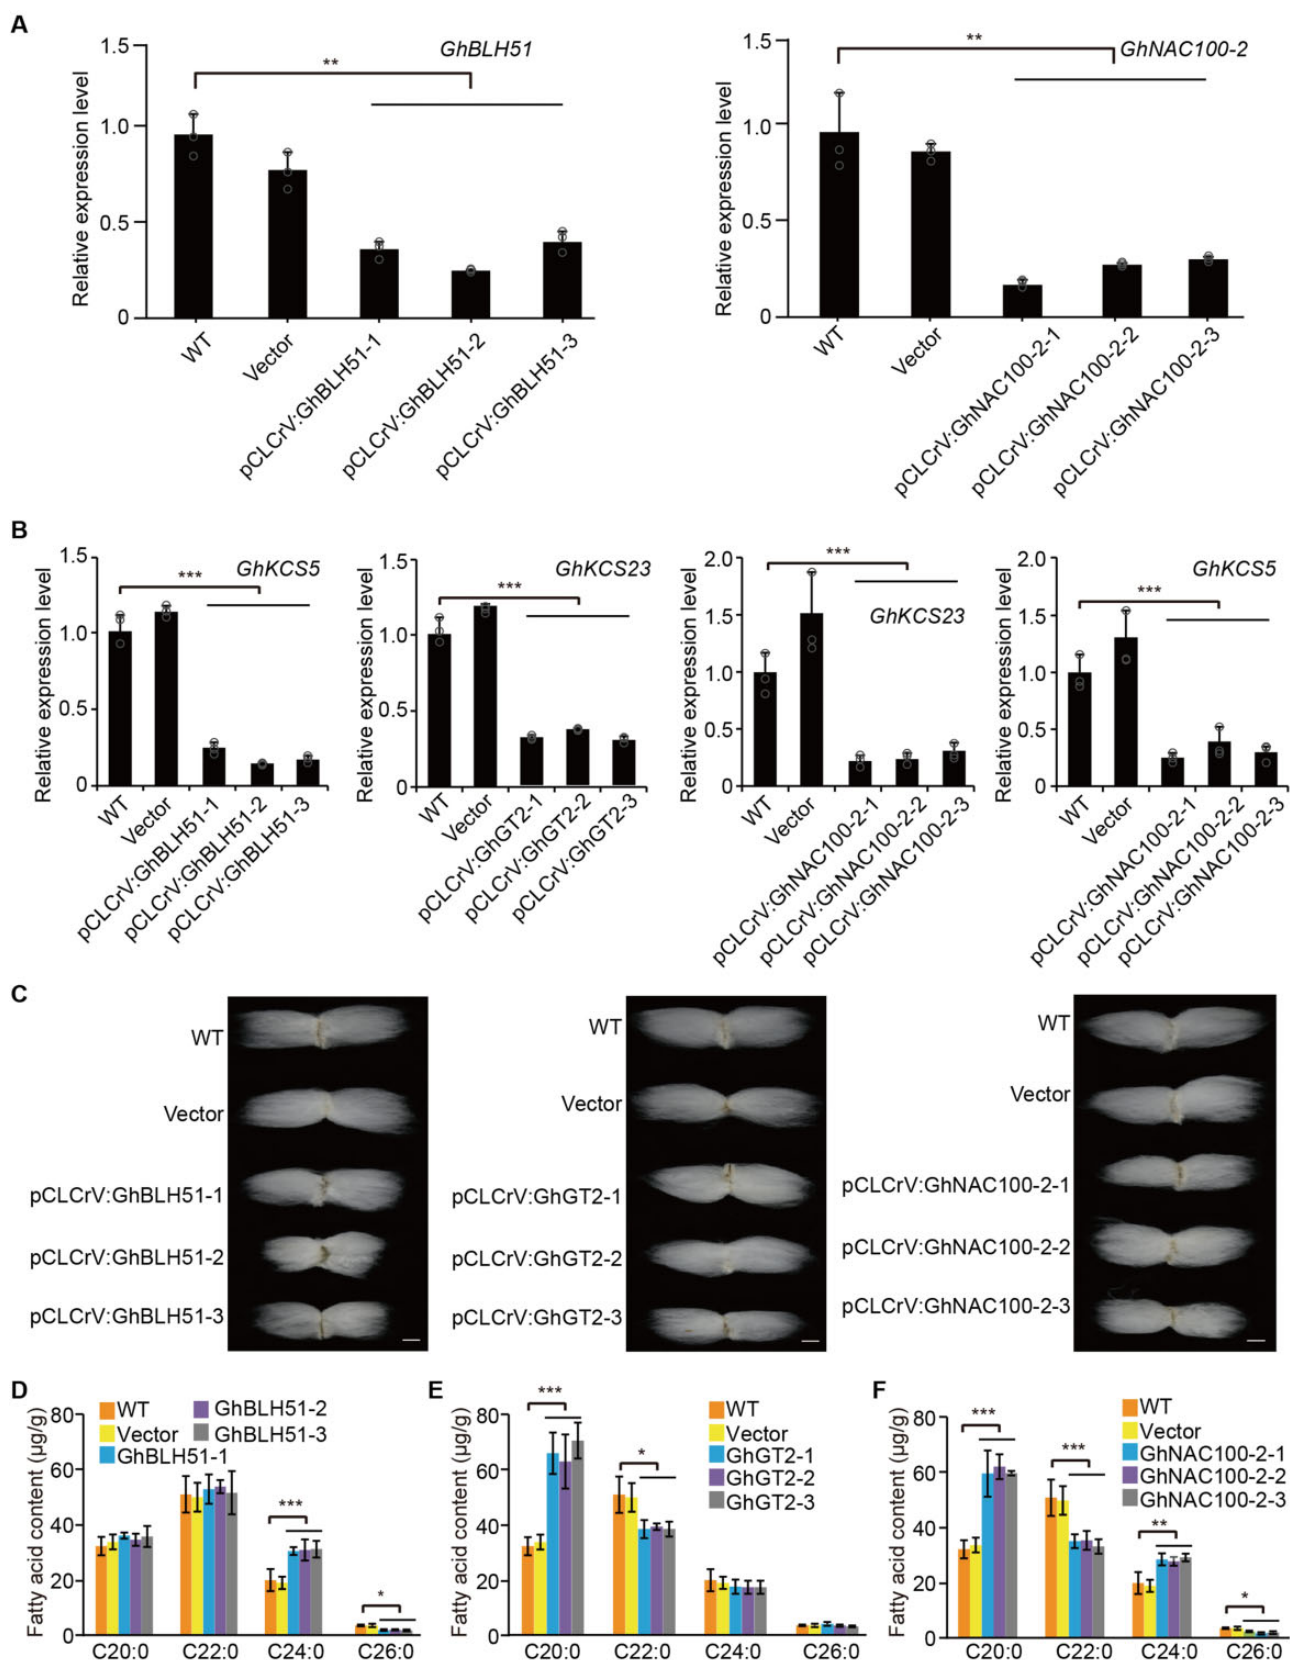 A
GhBLH51
**
Relative expression level
1.5
1.0
0.5
0
WT
Vector
pCLCrV:GhBLH51-1
pCLCrV:GhBLH51-2
pCLCrV:GhBLH51-3
GhNAC100-2
**
Relative expression level
1.5
1.0
0.5
0
WT
Vector
pCLCrV:GhNAC100-2-1
pCLCrV:GhNAC100-2-2
pCLCrV:GhNAC100-2-3
B
GhKCS5
***
Relative expression level
1.5
1.0
0.5
0
WT
Vector
pCLCrV:GhBLH51-1
pCLCrV:GhBLH51-2
pCLCrV:GhBLH51-3
GhKCS23
***
Relative expression level
1.5
1.0
0.5
0
WT
Vector
pCLCrV:GhGT2-1
pCLCrV:GhGT2-2
pCLCrV:GhGT2-3
***
GhKCS23
Relative expression level
2.0
1.5
1.0
0.5
0
WT
Vector
pCLCrV:GhNAC100-2-1
pCLCrV:GhNAC100-2-2
pCLCrV:GhNAC100-2-3
GhKCS5
***
Relative expression level
2.0
1.5
1.0
0.5
0
WT
Vector
pCLCrV:GhNAC100-2-1
pCLCrV:GhNAC100-2-2
pCLCrV:GhNAC100-2-3
C
WT
Vector
pCLCrV:GhBLH51-1
pCLCrV:GhBLH51-2
pCLCrV:GhBLH51-3
WT
Vector
pCLCrV:GhGT2-1
pCLCrV:GhGT2-2
pCLCrV:GhGT2-3
WT
Vector
pCLCrV:GhNAC100-2-1
pCLCrV:GhNAC100-2-2
pCLCrV:GhNAC100-2-3
D
WT
Vector
GhBLH51-1
GhBLH51-2
GhBLH51-3
Fatty acid content (µg/g)
80
60
40
20
0
***
*
C20:0 C22:0 C24:0 C26:0
E
WT
Vector
GhGT2-1
GhGT2-2
GhGT2-3
Fatty acid content (µg/g)
80
60
40
20
0
***
*
C20:0 C22:0 C24:0 C26:0
F
WT
Vector
GhNAC100-2-1
GhNAC100-2-2
GhNAC100-2-3
Fatty acid content (µg/g)
80
60
40
20
0
***
***
**
*
C20:0 C22:0 C24:0 C26:0